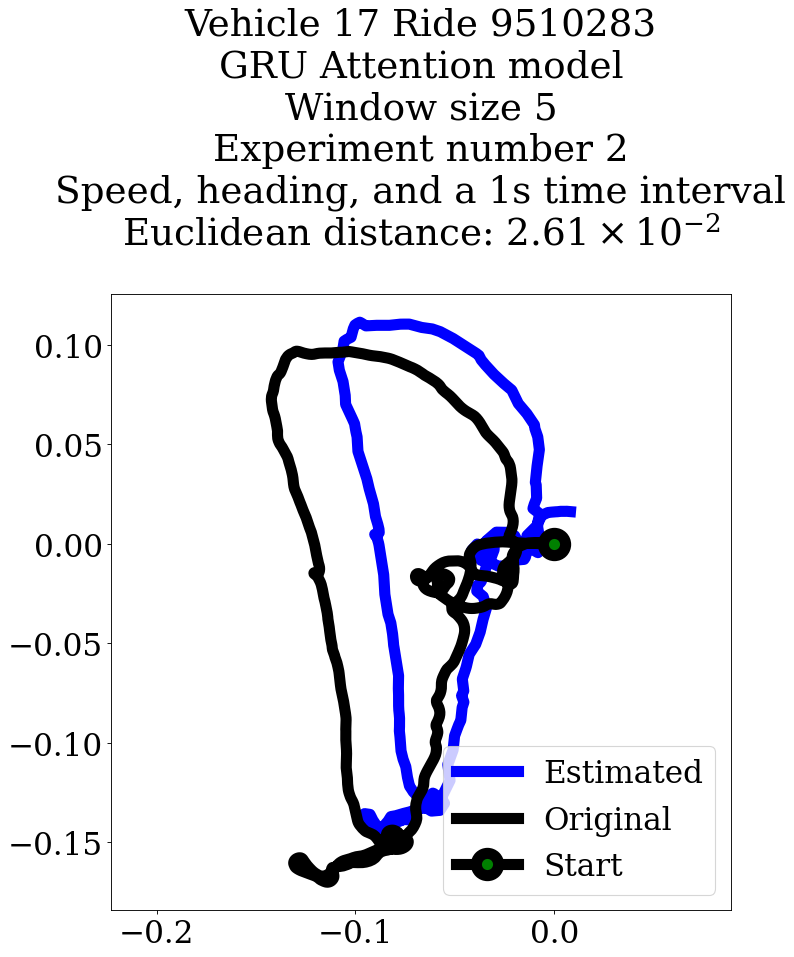 Vehicle 17 Ride 9510283
GRU Attention model
Window size 5
Experiment number 2
Speed, heading, and a 1s time interval
Euclidean distance: 2.61 × 10⁻²
0.10
0.05
0.00
−0.05
−0.10
−0.15
Estimated
Original
Start
−0.2
−0.1
0.0